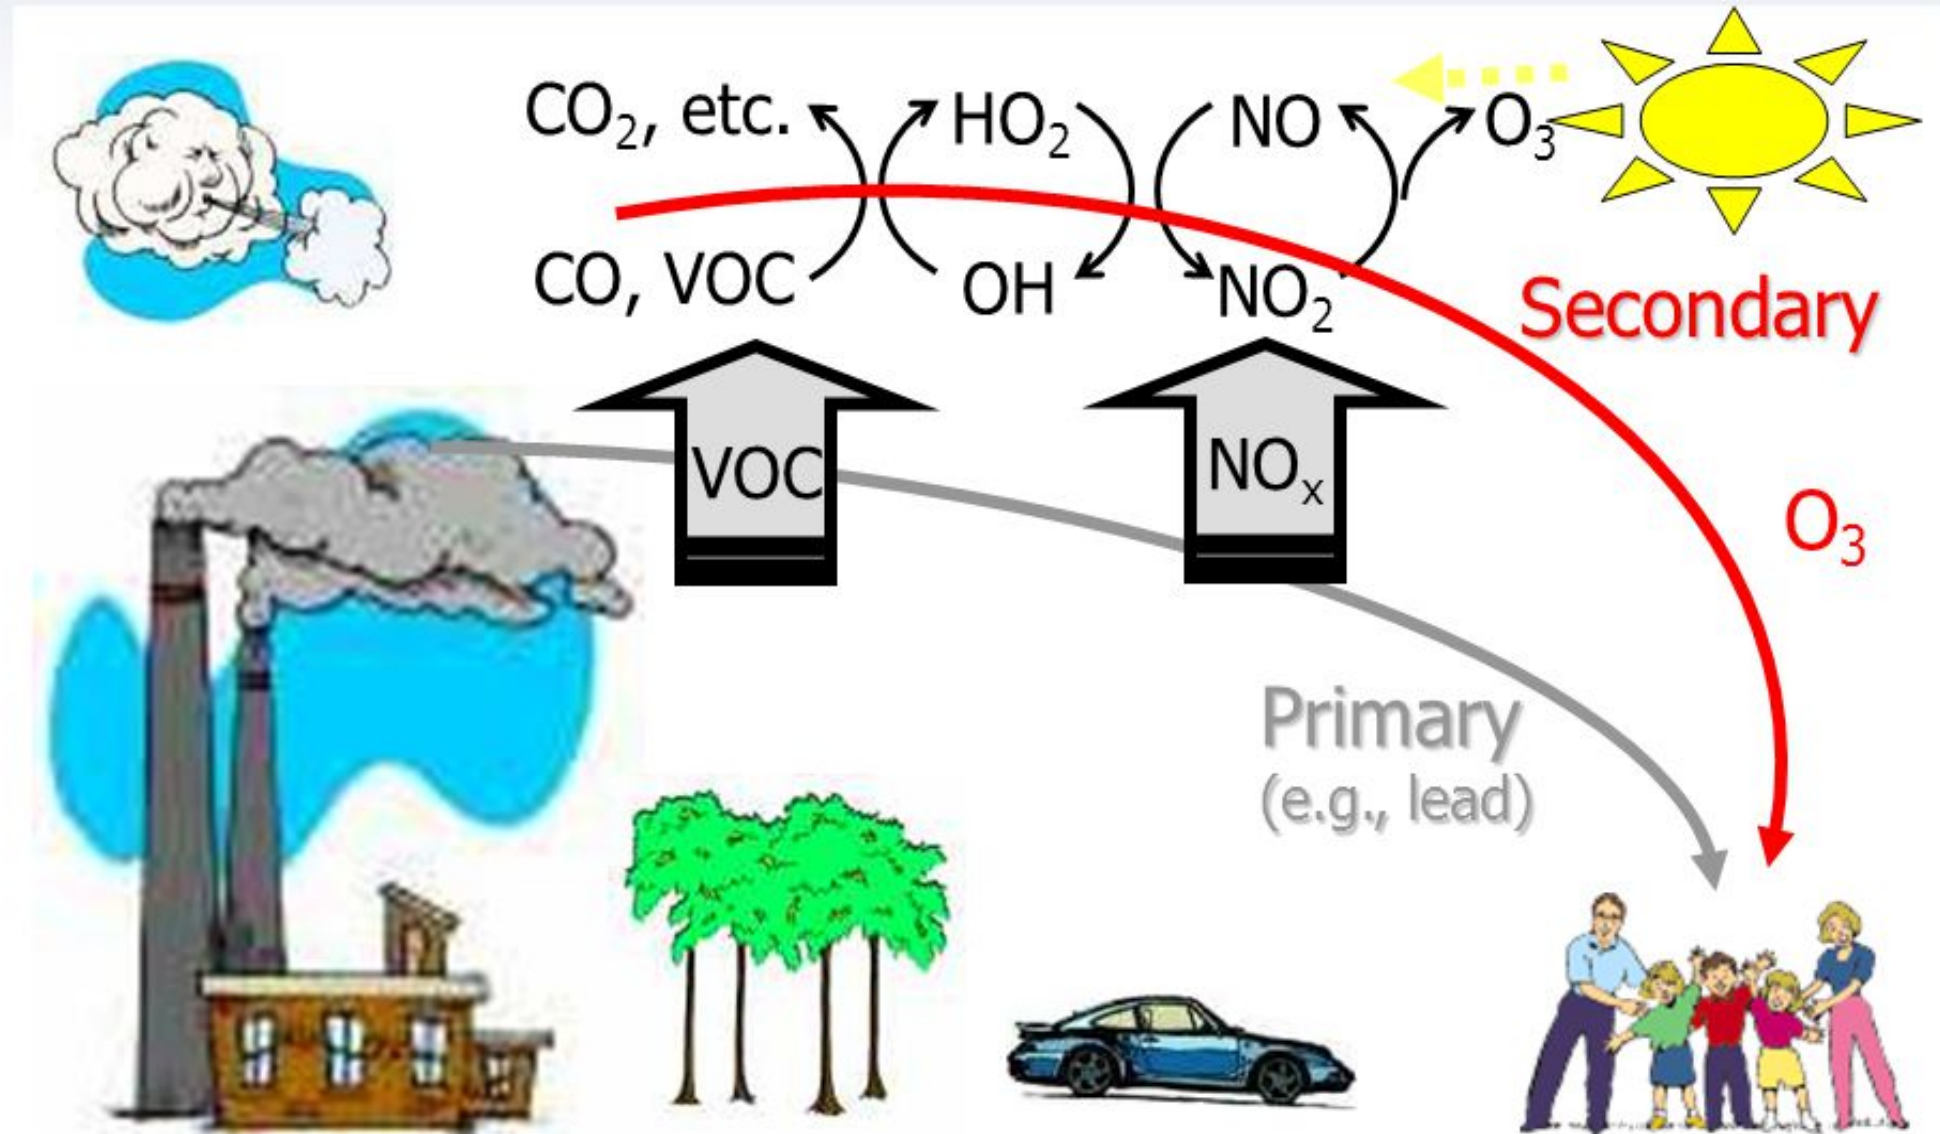 CO₂, etc.
HO₂
NO
O₃
CO, VOC
OH
NO₂
Secondary
VOC
NOₓ
O₃
Primary
(e.g., lead)